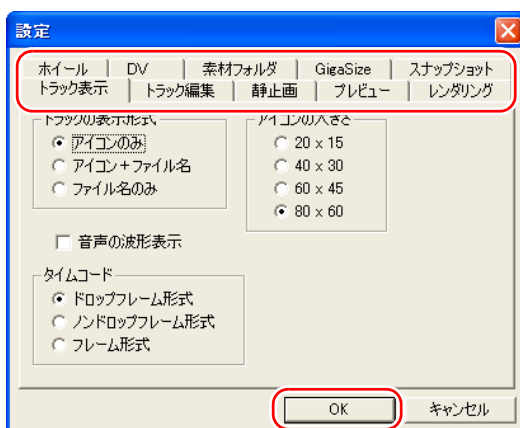 設定
ホイール DV 素材フォルダ GigaSize スナップショット
トラック表示 トラック編集 静止画 プレビュー レンダリング
トラックの表示形式
アイコンのみ
アイコン+ファイル名
ファイル名のみ
アイコンの大きさ
20 x 15
40 x 30
60 x 45
80 x 60
音声の波形表示
タイムコード
ドロップフレーム形式
ノンドロップフレーム形式
フレーム形式
OK キャンセル